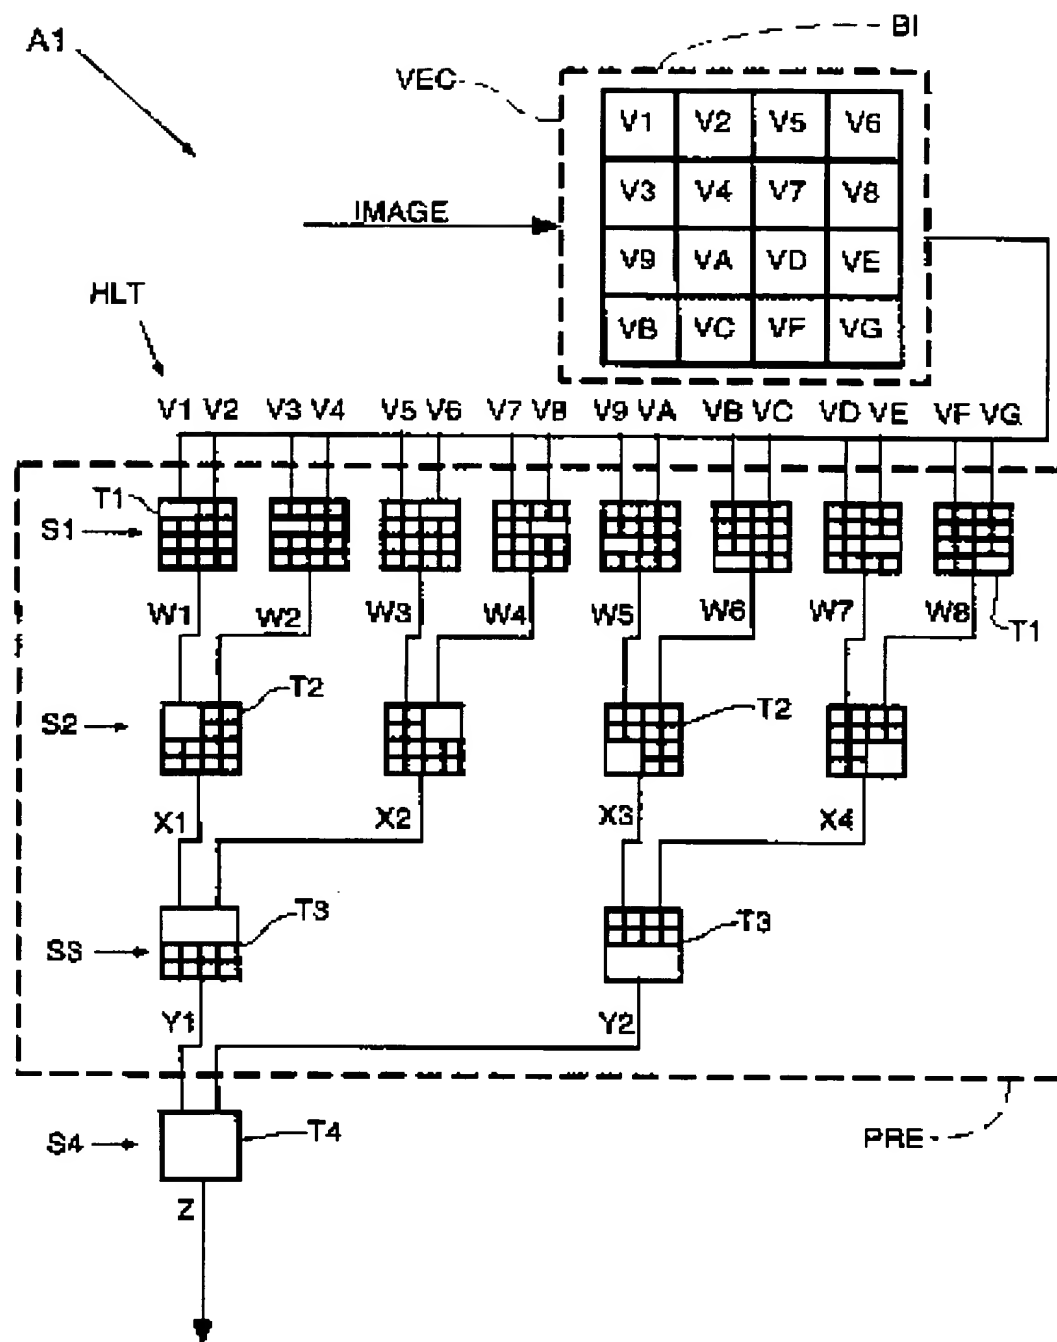 A1
BI
VEC
V1 V2 V5 V6
V3 V4 V7 V8
V9 VA VD VE
VB VC VF VG
IMAGE
HLT
V1 V2 V3 V4 V5 V6 V7 V8 V9 VA VB VC VD VE VF VG
T1
S1
W1 W2 W3 W4 W5 W6 W7 W8
T1
T2 T2
S2
X1 X2 X3 X4
T3 T3
S3
Y1 Y2
PRE
S4
T4
Z